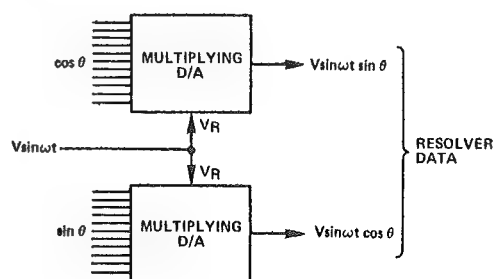 cos θ
MULTIPLYING
D/A
Vsinωt sin θ
VR
Vsinωt
RESOLVER
DATA
VR
sin θ
MULTIPLYING
D/A
Vsinωt cos θ